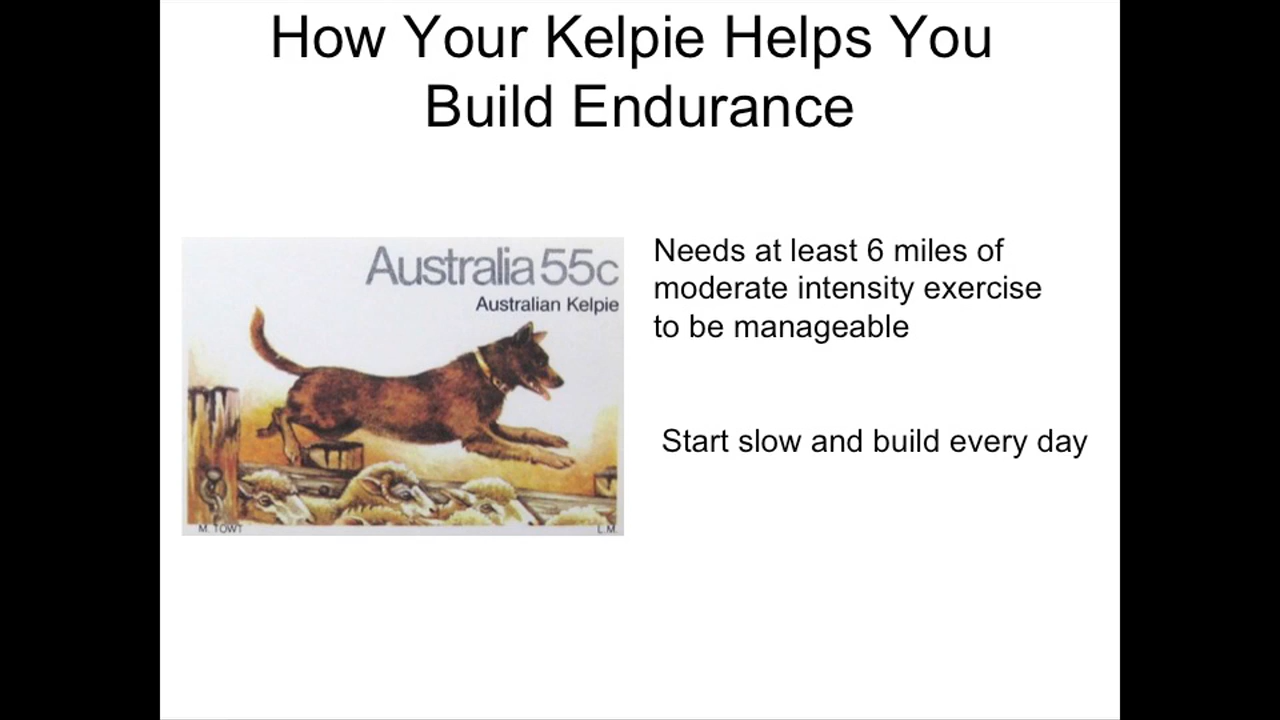 How Your Kelpie Helps You
Build Endurance
Australia 55c
Australian Kelpie
M. TOWT
L.M.
Needs at least 6 miles of
moderate intensity exercise
to be manageable
Start slow and build every day